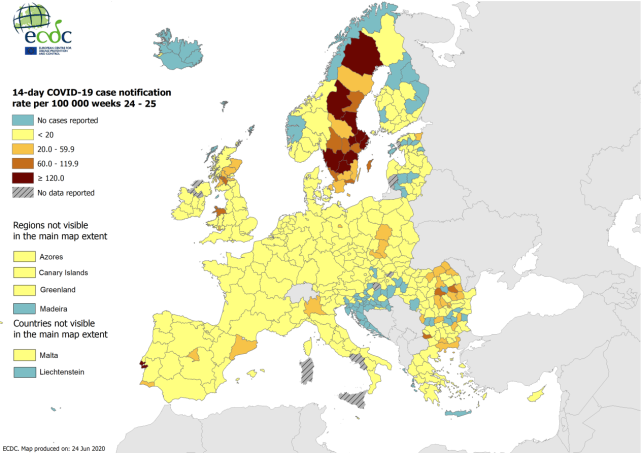 ecdc
EUROPEAN CENTRE FOR
DISEASE PREVENTION
AND CONTROL
14-day COVID-19 case notification
rate per 100 000 weeks 24 - 25
No cases reported
< 20
20.0 - 59.9
60.0 - 119.9
≥ 120.0
No data reported
Regions not visible
in the main map extent
Azores
Canary Islands
Greenland
Madeira
Countries not visible
in the main map extent
Malta
Liechtenstein
ECDC. Map produced on: 24 Jun 2020